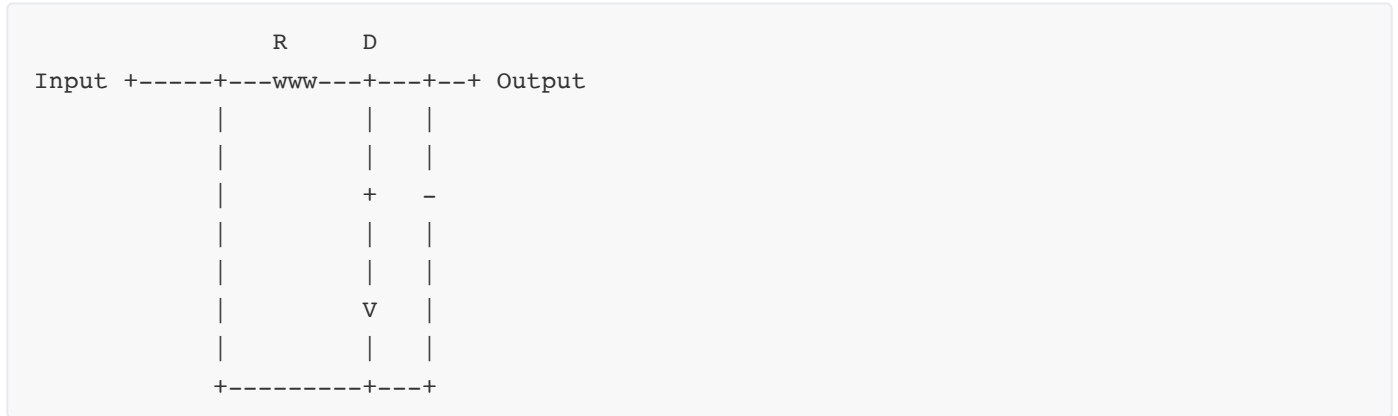 R     D
Input +-----+---www---+---+--+ Output
            |         |   |
            |         |   |
            |         +   -
            |         |   |
            |         |   |
            |         V   |
            |         |   |
            +---------+---+